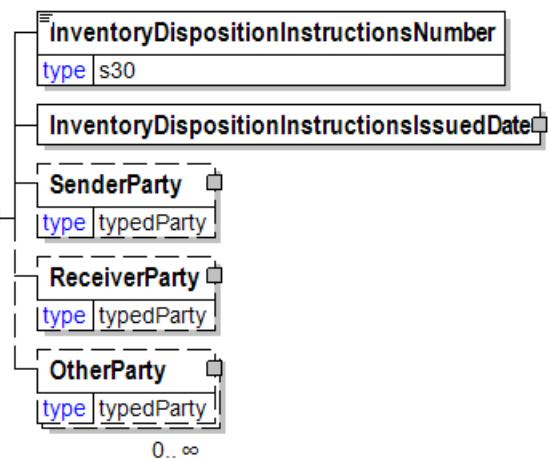 InventoryDispositionInstructionsNumber
type s30
InventoryDispositionInstructionsIssuedDate
SenderParty
type typedParty
ReceiverParty
type typedParty
OtherParty
type typedParty
0.. ∞